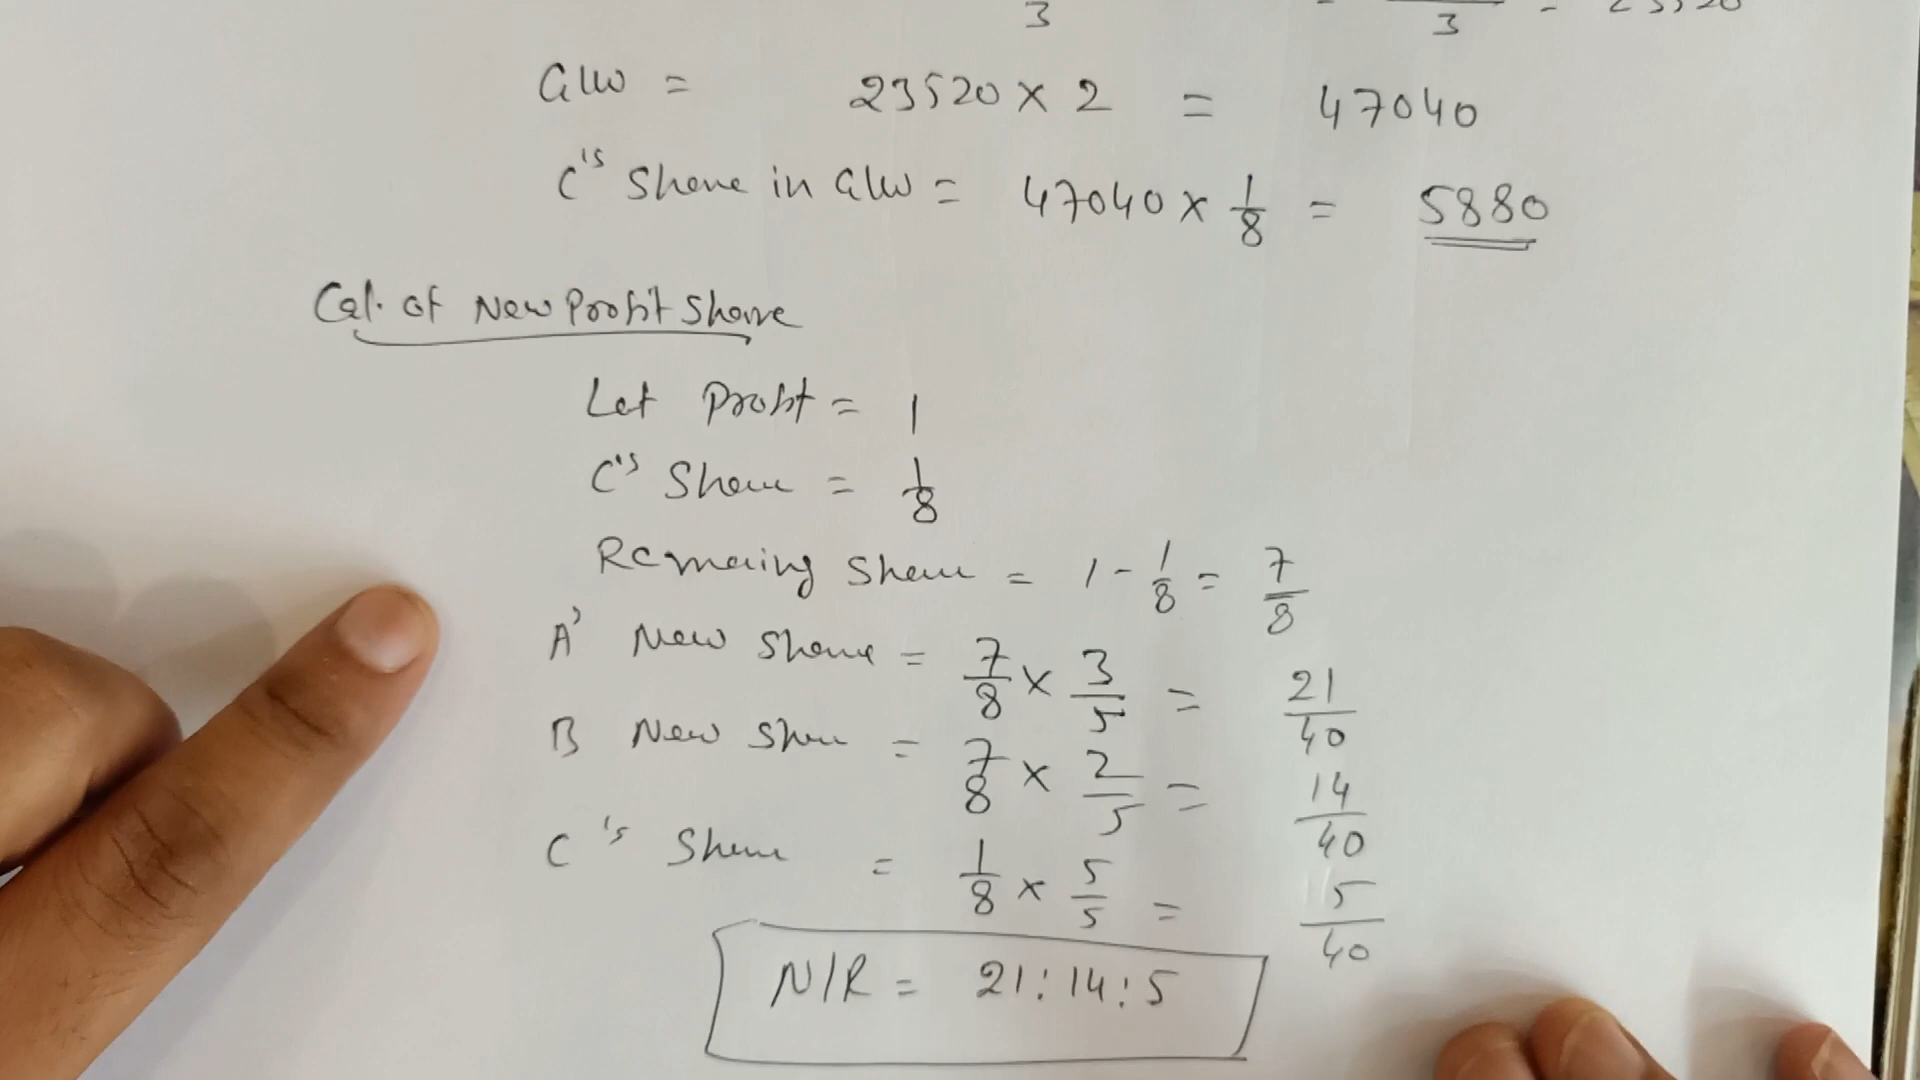 3 - 3 -
G/W = 23520 × 2 = 47040
C's Share in G/W = 47040 × 1/8 = 5880
Cal. of New Profit Share
Let Profit = 1
C's Share = 1/8
Remaing Share = 1 - 1/8 = 7/8
A' New Share = 7/8 × 3/5 = 21/40
B New Share = 7/8 × 2/5 = 14/40
C's Share = 1/8 × 5/5 = 5/40
N/R = 21:14:5